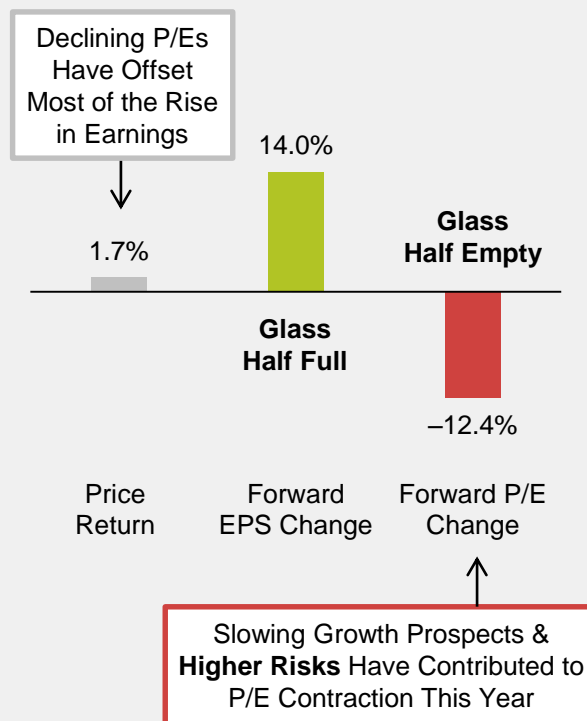 Declining P/Es
Have Offset
Most of the Rise
in Earnings
14.0%
1.7%
Glass
Half Empty
Glass
Half Full
–12.4%
Price
Return
Forward
EPS Change
Forward P/E
Change
Slowing Growth Prospects &
Higher Risks Have Contributed to
P/E Contraction This Year